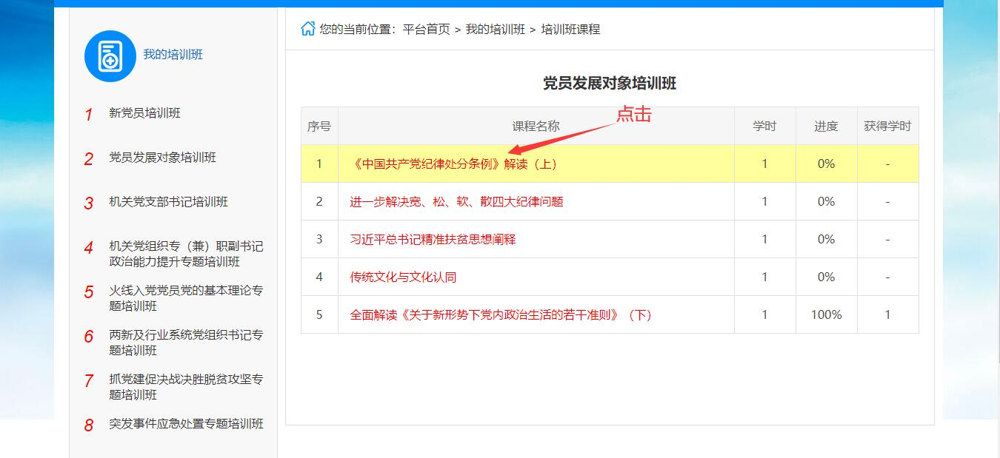 我的培训班
1 新党员培训班
2 党员发展对象培训班
3 机关党支部书记培训班
4 机关党组织专（兼）职副书记
政治能力提升专题培训班
5 火线入党党员党的基本理论专
题培训班
6 两新及行业系统党组织书记专
题培训班
7 抓党建促决战决胜脱贫攻坚专
题培训班
8 突发事件应急处置专题培训班
您的当前位置：平台首页 > 我的培训班 > 培训班课程
党员发展对象培训班
点击
序号 课程名称 学时 进度 获得学时
1 《中国共产党纪律处分条例》解读（上） 1 0% -
2 进一步解决宽、松、软、散四大纪律问题 1 0% -
3 习近平总书记精准扶贫思想阐释 1 0% -
4 传统文化与文化认同 1 0% -
5 全面解读《关于新形势下党内政治生活的若干准则》（下） 1 100% 1